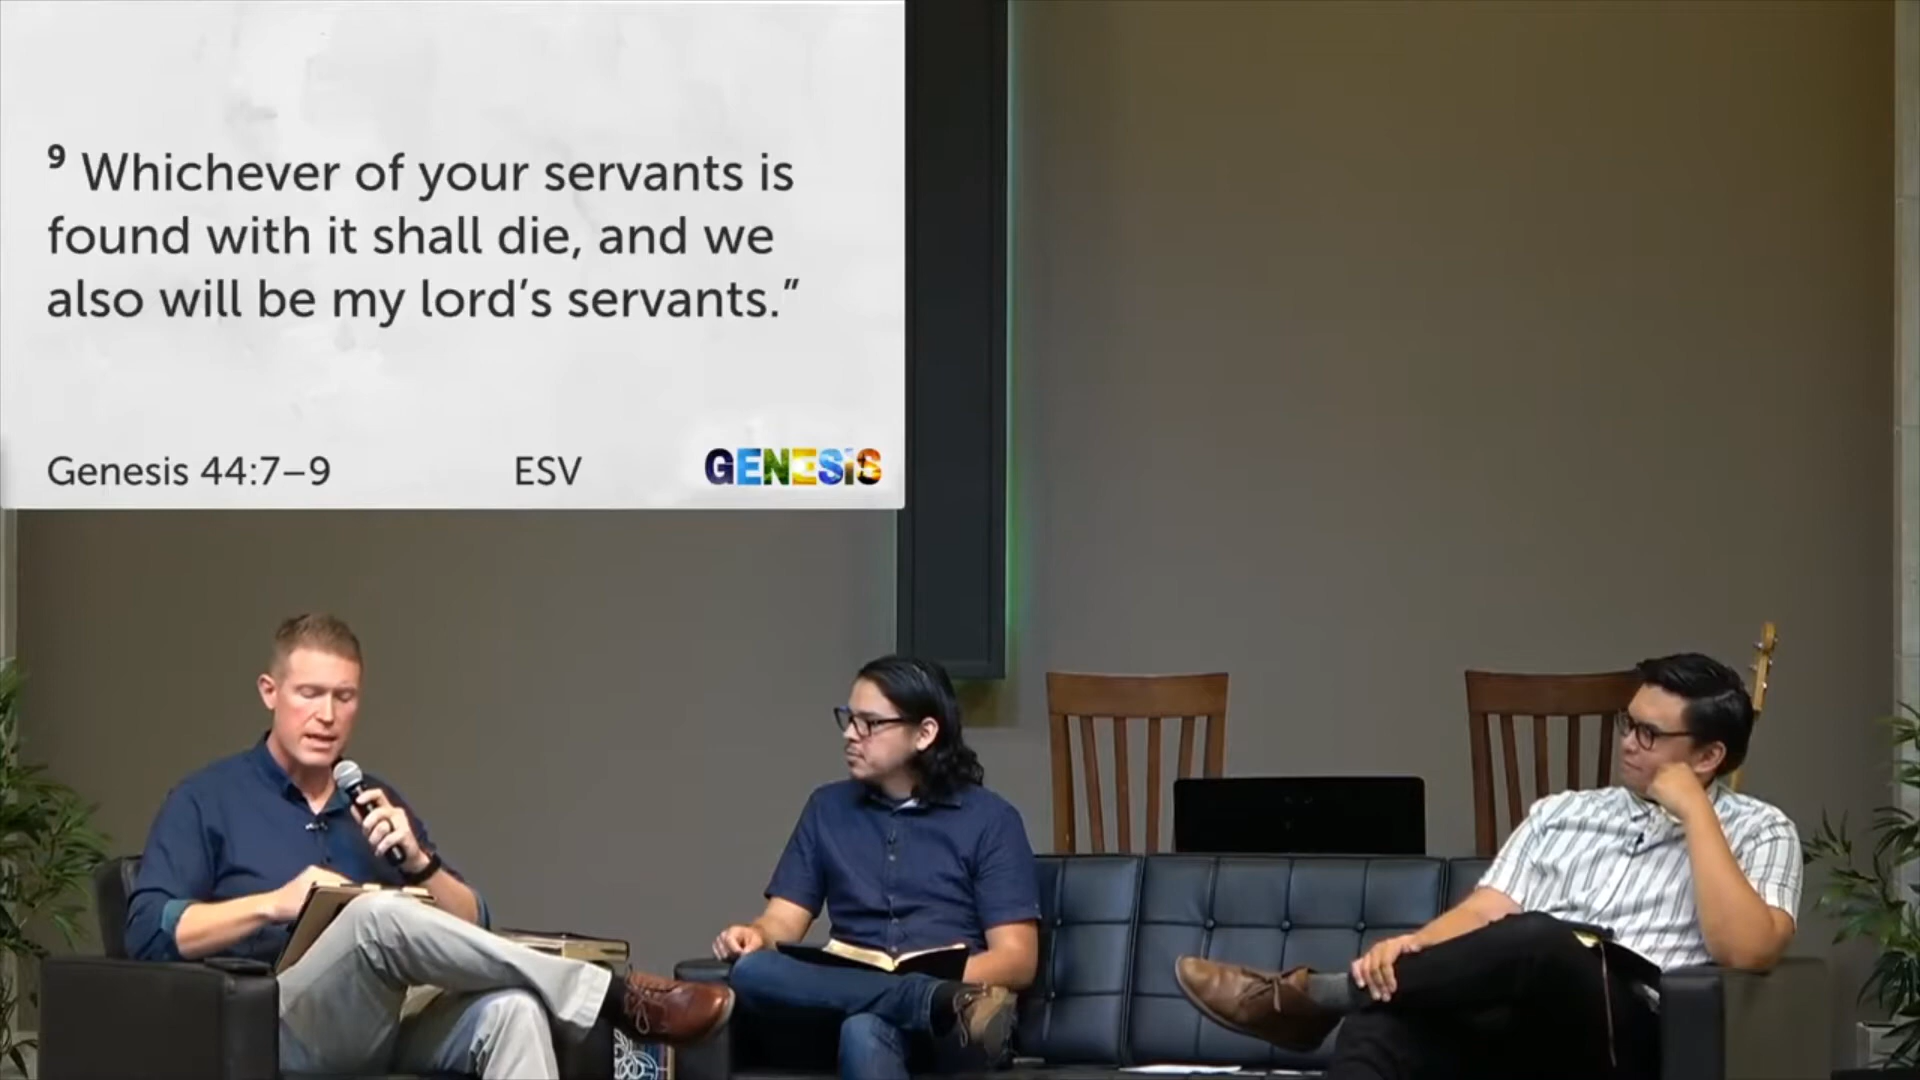 ⁹ Whichever of your servants is
found with it shall die, and we
also will be my lord’s servants.”
Genesis 44:7–9 ESV GENESiS